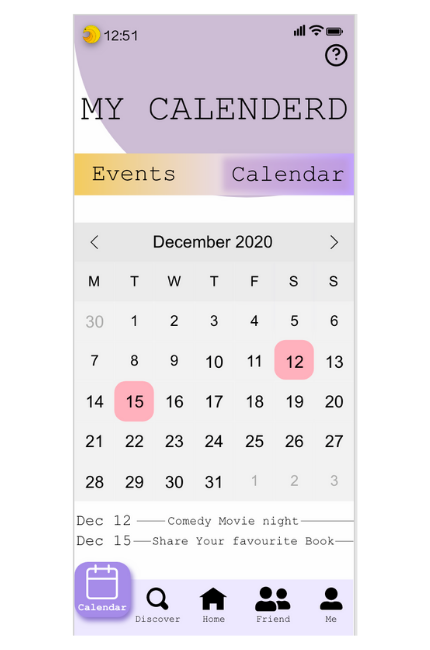 12:51
?
MY CALENDERD
Events Calendar
< December 2020 >
M T W T F S S
30 1 2 3 4 5 6
7 8 9 10 11 12 13
14 15 16 17 18 19 20
21 22 23 24 25 26 27
28 29 30 31 1 2 3
Dec 12 Comedy Movie night
Dec 15 Share Your favourite Book
Calendar Discover Home Friend Me